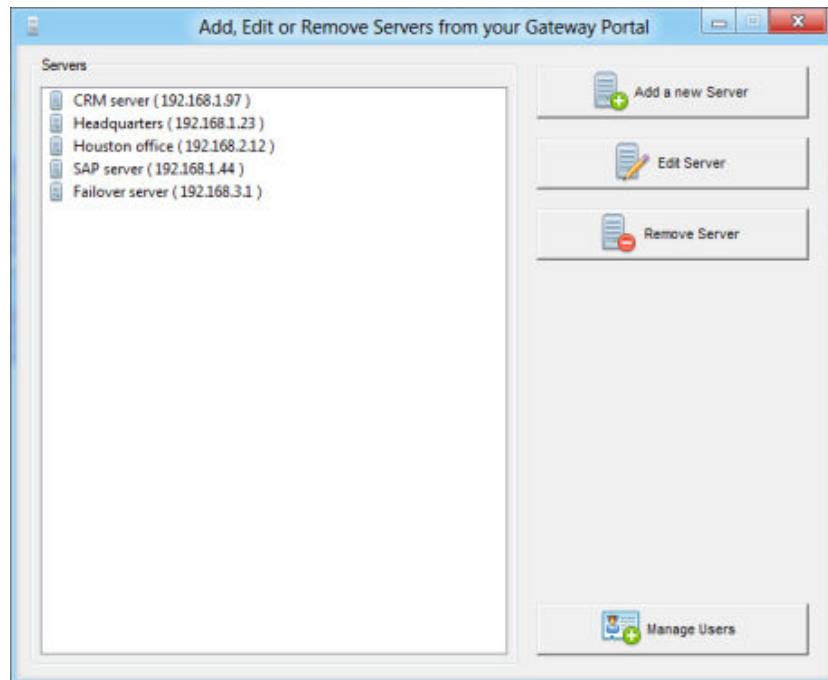 Add, Edit or Remove Servers from your Gateway Portal
Servers
CRM server ( 192.168.1.97 )
Headquarters ( 192.168.1.23 )
Houston office ( 192.168.2.12 )
SAP server ( 192.168.1.44 )
Failover server ( 192.168.3.1 )
Add a new Server
Edit Server
Remove Server
Manage Users